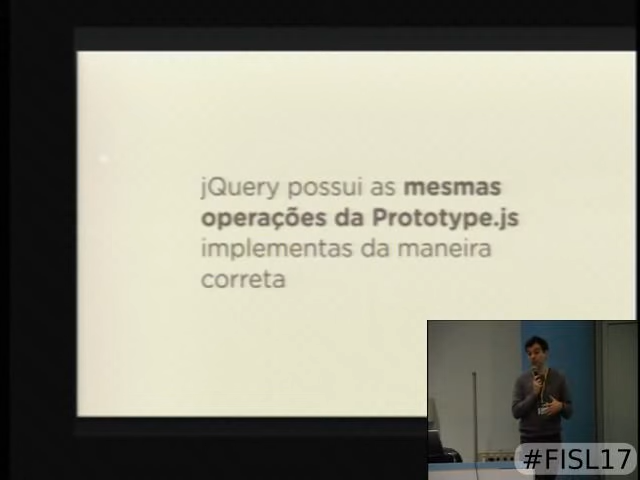 jQuery possui as mesmas
operações da Prototype.js
implementas da maneira
correta
#FISL17